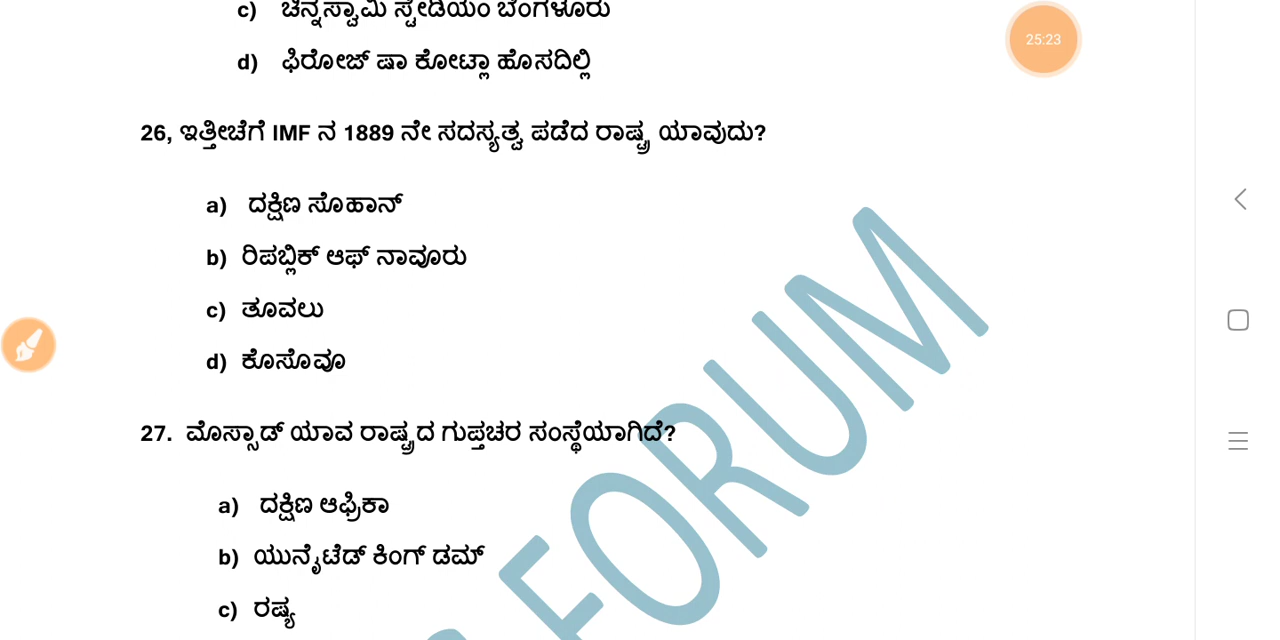 c) ಚಿನ್ನಸ್ವಾಮಿ ಸ್ಟೇಡಿಯಂ ಬೆಂಗಳೂರು
25:23
d) ಫಿರೋಜ್ ಷಾ ಕೋಟ್ಲಾ ಹೊಸದಿಲ್ಲಿ
26, ಇತ್ತೀಚೆಗೆ IMF ನ 1889 ನೇ ಸದಸ್ಯತ್ವ ಪಡೆದ ರಾಷ್ಟ್ರ ಯಾವುದು?
a) ದಕ್ಷಿಣ ಸೊಹಾನ್
b) ರಿಪಬ್ಲಿಕ್ ಆಫ್ ನಾವೂರು
c) ತೂವಲು
d) ಕೊಸೊವೂ
27. ಮೊಸ್ಸಾಡ್ ಯಾವ ರಾಷ್ಟ್ರದ ಗುಪ್ತಚರ ಸಂಸ್ಥೆಯಾಗಿದೆ?
a) ದಕ್ಷಿಣ ಆಫ್ರಿಕಾ
b) ಯುನೈಟೆಡ್ ಕಿಂಗ್ ಡಮ್
c) ರಷ್ಯ
FORUM